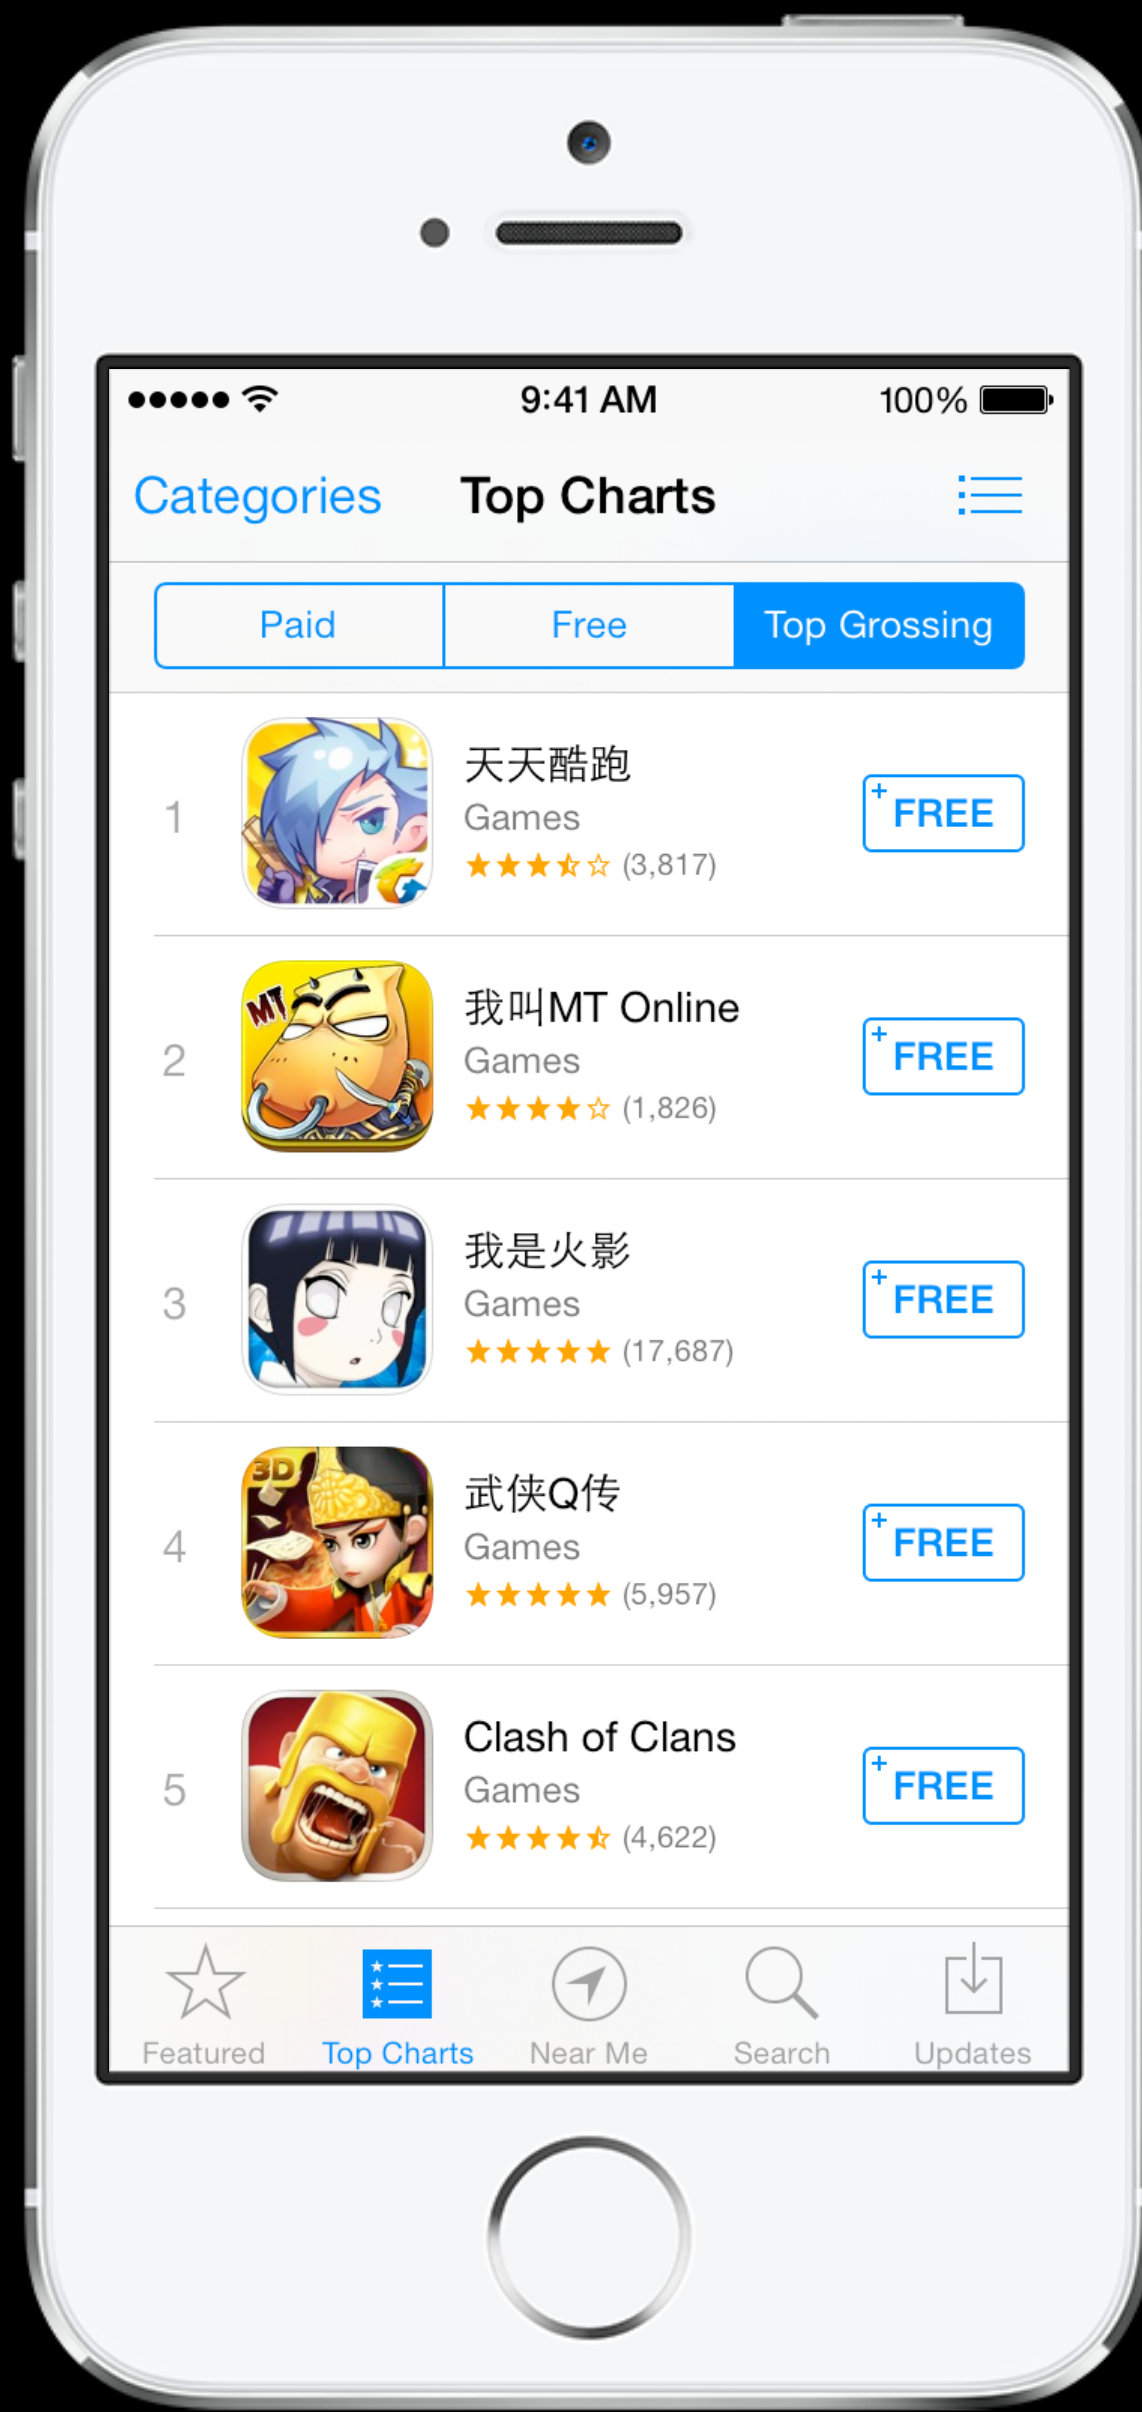 9:41 AM 100%
Categories Top Charts
Paid Free Top Grossing
1
天天酷跑
Games
(3,817)
+ FREE
MT
2
我叫MT Online
Games
(1,826)
+ FREE
3
我是火影
Games
(17,687)
+ FREE
3D
4
武侠Q传
Games
(5,957)
+ FREE
5
Clash of Clans
Games
(4,622)
+ FREE
Featured Top Charts Near Me Search Updates